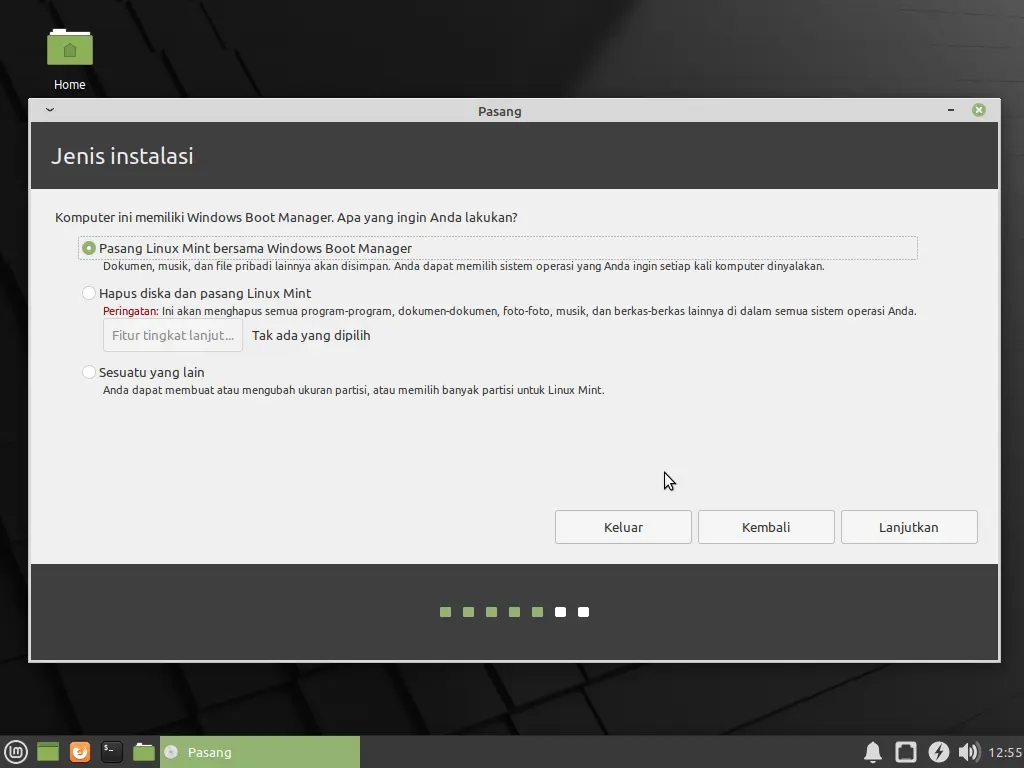 Home
Pasang
Jenis instalasi
Komputer ini memiliki Windows Boot Manager. Apa yang ingin Anda lakukan?
Pasang Linux Mint bersama Windows Boot Manager
Dokumen, musik, dan file pribadi lainnya akan disimpan. Anda dapat memilih sistem operasi yang Anda ingin setiap kali komputer dinyalakan.
Hapus diska dan pasang Linux Mint
Peringatan: Ini akan menghapus semua program-program, dokumen-dokumen, foto-foto, musik, dan berkas-berkas lainnya di dalam semua sistem operasi Anda.
Fitur tingkat lanjut... Tak ada yang dipilih
Sesuatu yang lain
Anda dapat membuat atau mengubah ukuran partisi, atau memilih banyak partisi untuk Linux Mint.
Keluar Kembali Lanjutkan
Pasang 12:55